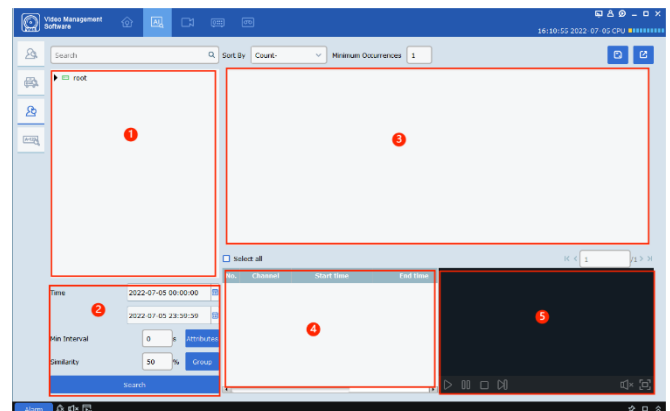 Video Management
Software
16:10:55 2022-07-05 CPU
Search
Sort By Count- Minimum Occurrences 1
root
1
3
Select all
1 /1
No. Channel Start time End time
Time 2022-07-05 00:00:00
2
2022-07-05 23:59:59
4
5
Min Interval 0 s Attributes
Similarity 50 % Group
Search
Alarm